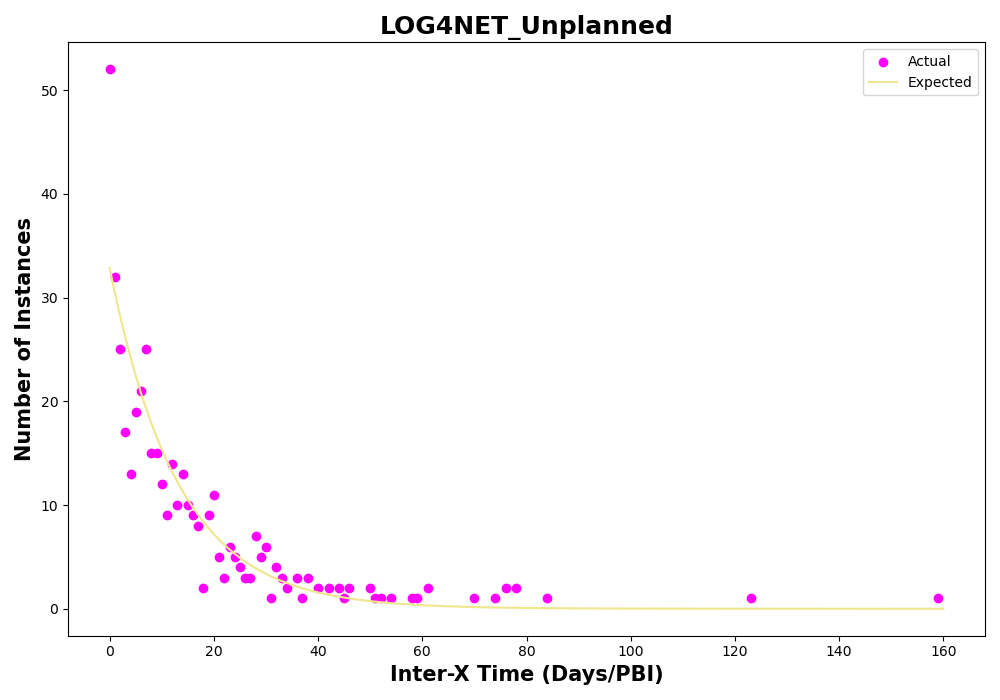 LOG4NET_Unplanned
Actual
Expected
Number of Instances
50
40
30
20
10
0
0 20 40 60 80 100 120 140 160
Inter-X Time (Days/PBI)